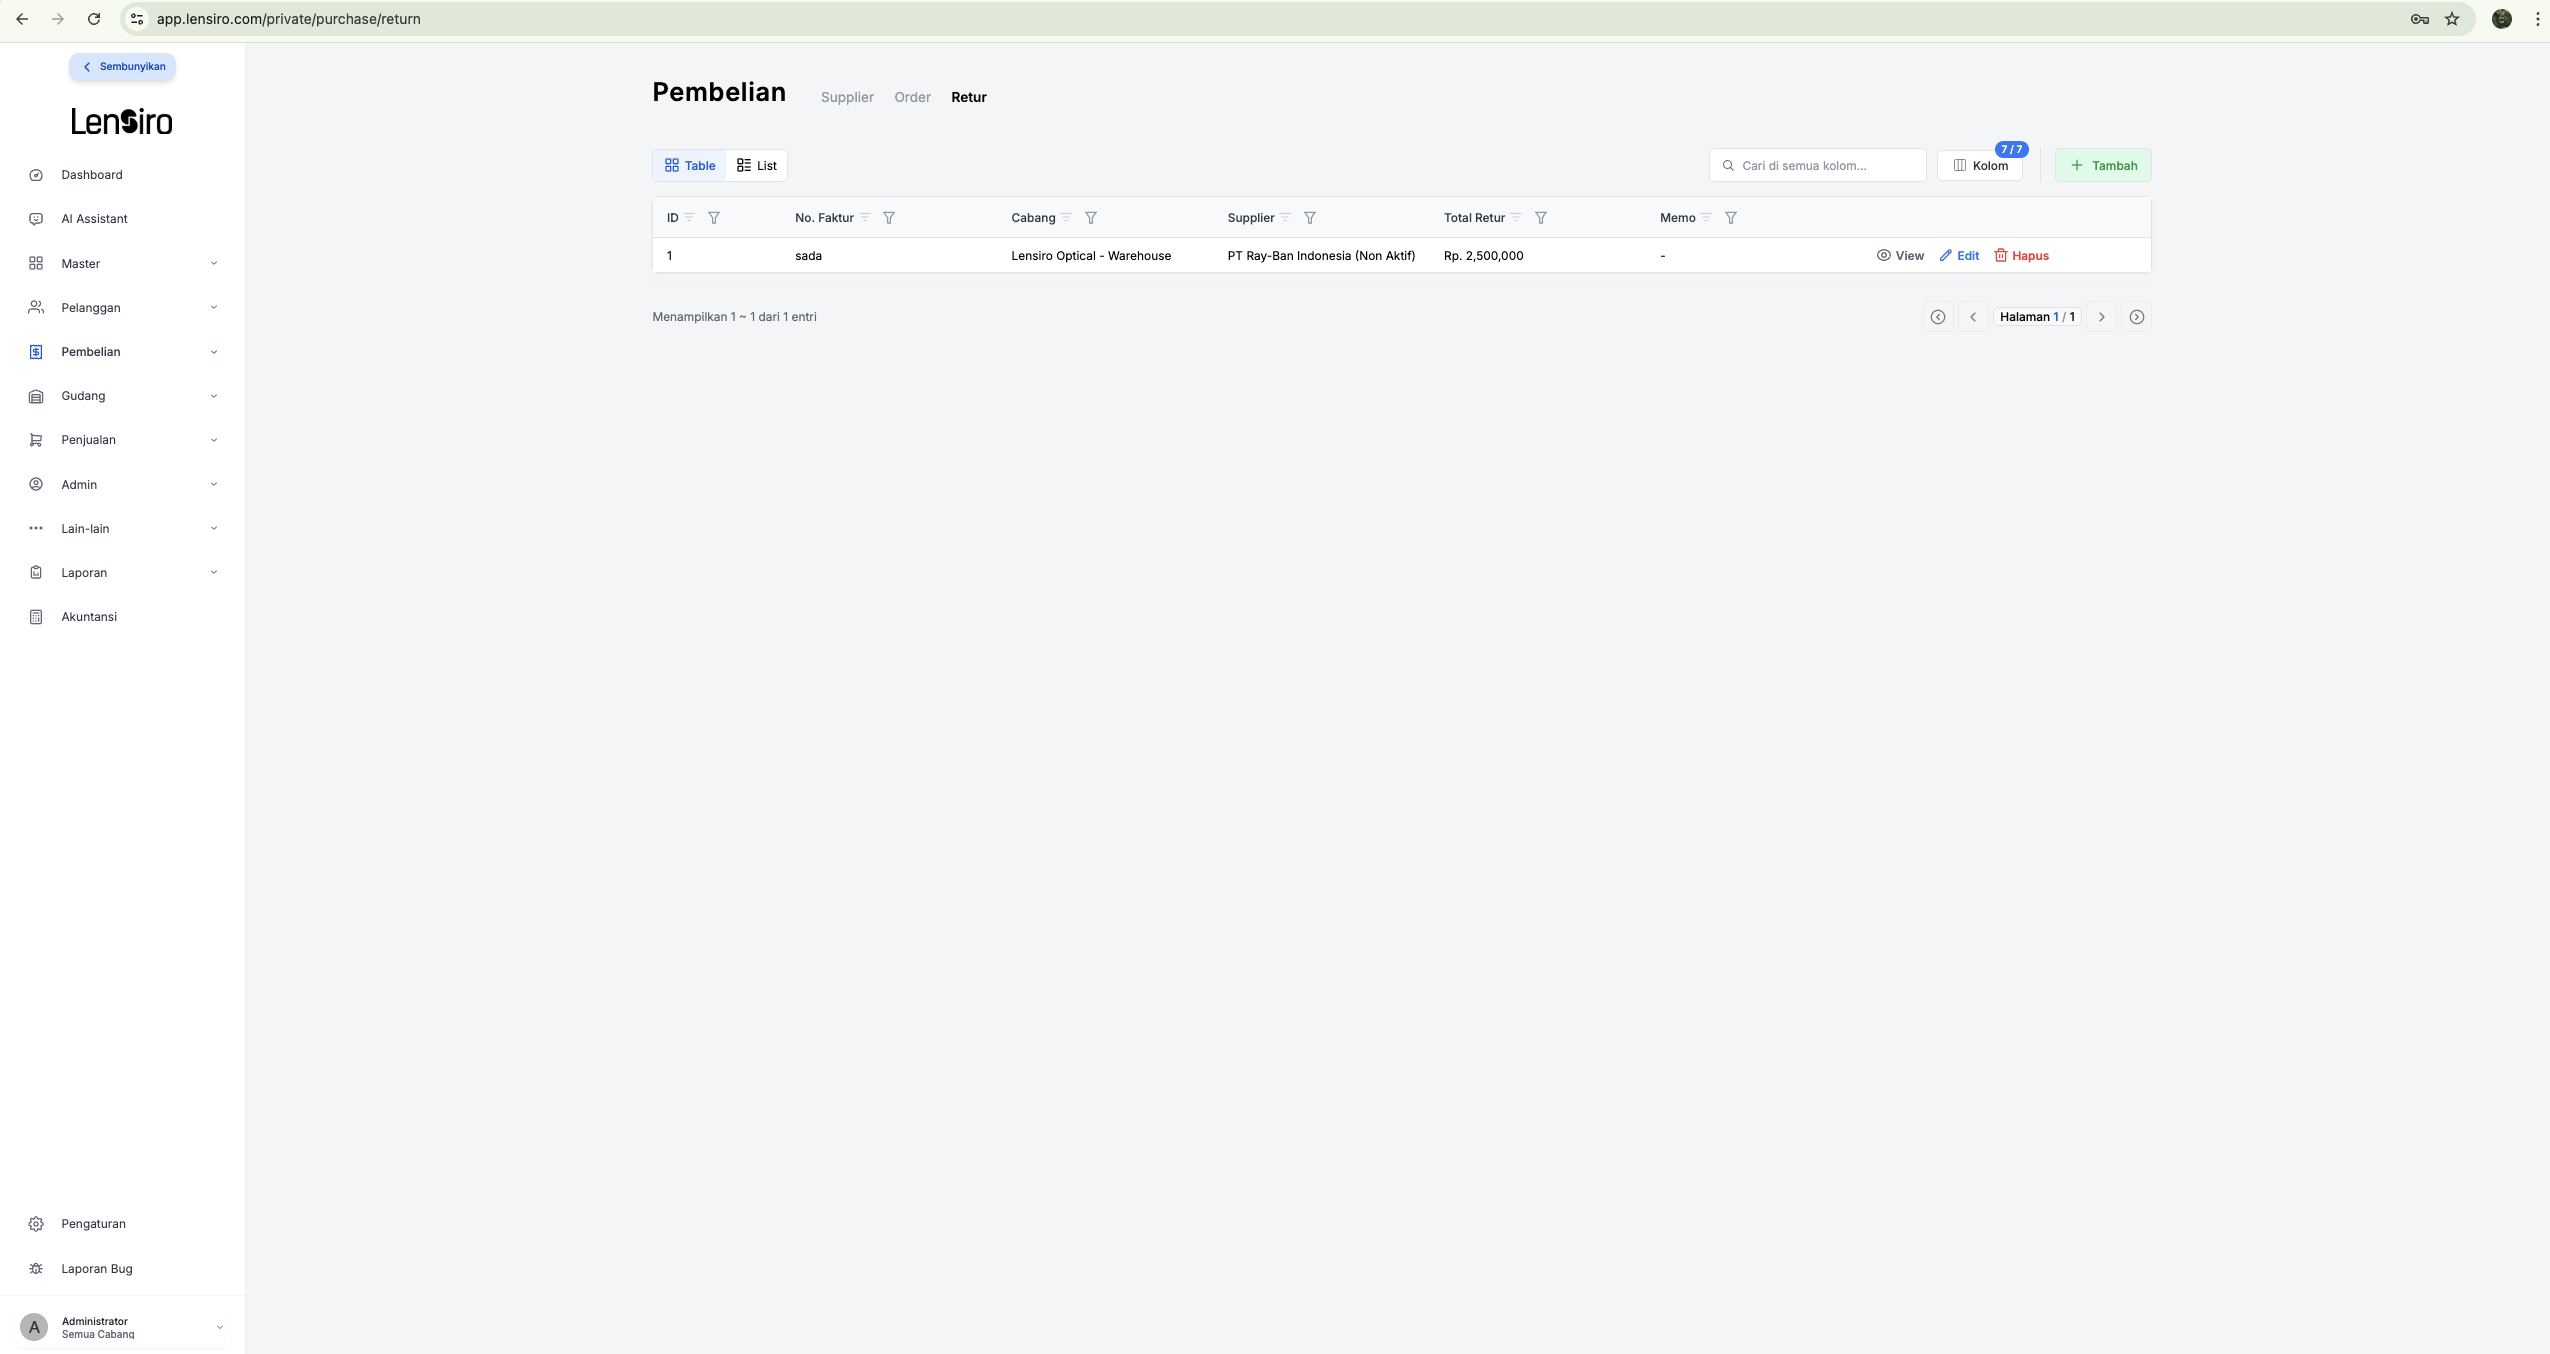 app.lensiro.com/private/purchase/return
Sembunyikan
Lensiro
Dashboard
AI Assistant
Master
Pelanggan
Pembelian
Gudang
Penjualan
Admin
Lain-lain
Laporan
Akuntansi
Pengaturan
Laporan Bug
A
Administrator
Semua Cabang
Pembelian Supplier Order Retur
Table List
Cari di semua kolom...
Kolom
7 / 7
Tambah
ID No. Faktur Cabang Supplier Total Retur Memo
1 sada Lensiro Optical - Warehouse PT Ray-Ban Indonesia (Non Aktif) Rp. 2,500,000 - View Edit Hapus
Menampilkan 1 ~ 1 dari 1 entri
Halaman 1 / 1